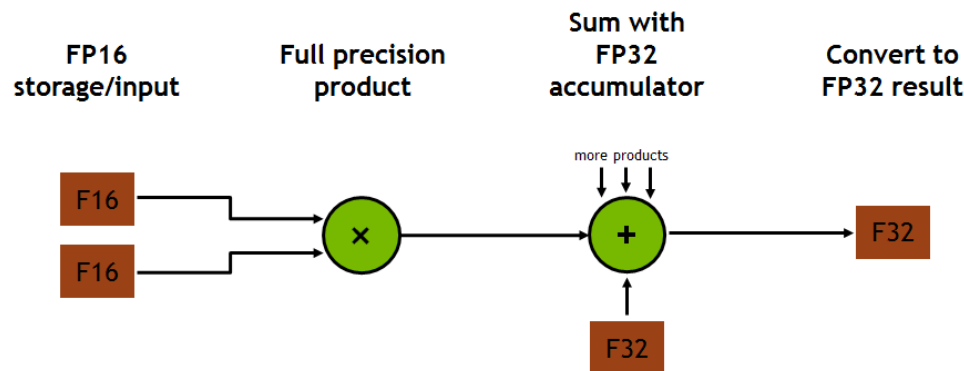 FP16
storage/input
Full precision
product
Sum with
FP32
accumulator
Convert to
FP32 result
more products
F16
F16
×
+
F32
F32